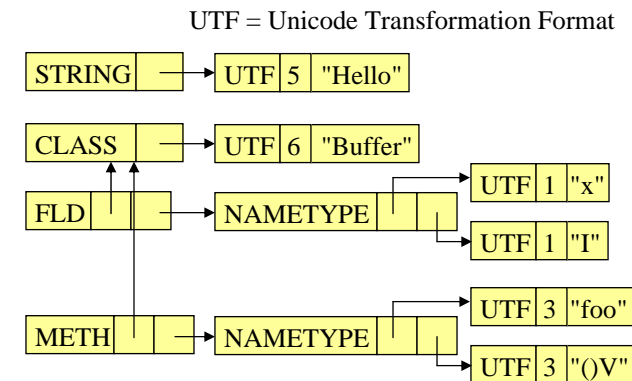 UTF = Unicode Transformation Format
STRING UTF 5 "Hello"
CLASS UTF 6 "Buffer"
UTF 1 "x"
FLD NAMETYPE
UTF 1 "I"
UTF 3 "foo"
METH NAMETYPE
UTF 3 "()V"